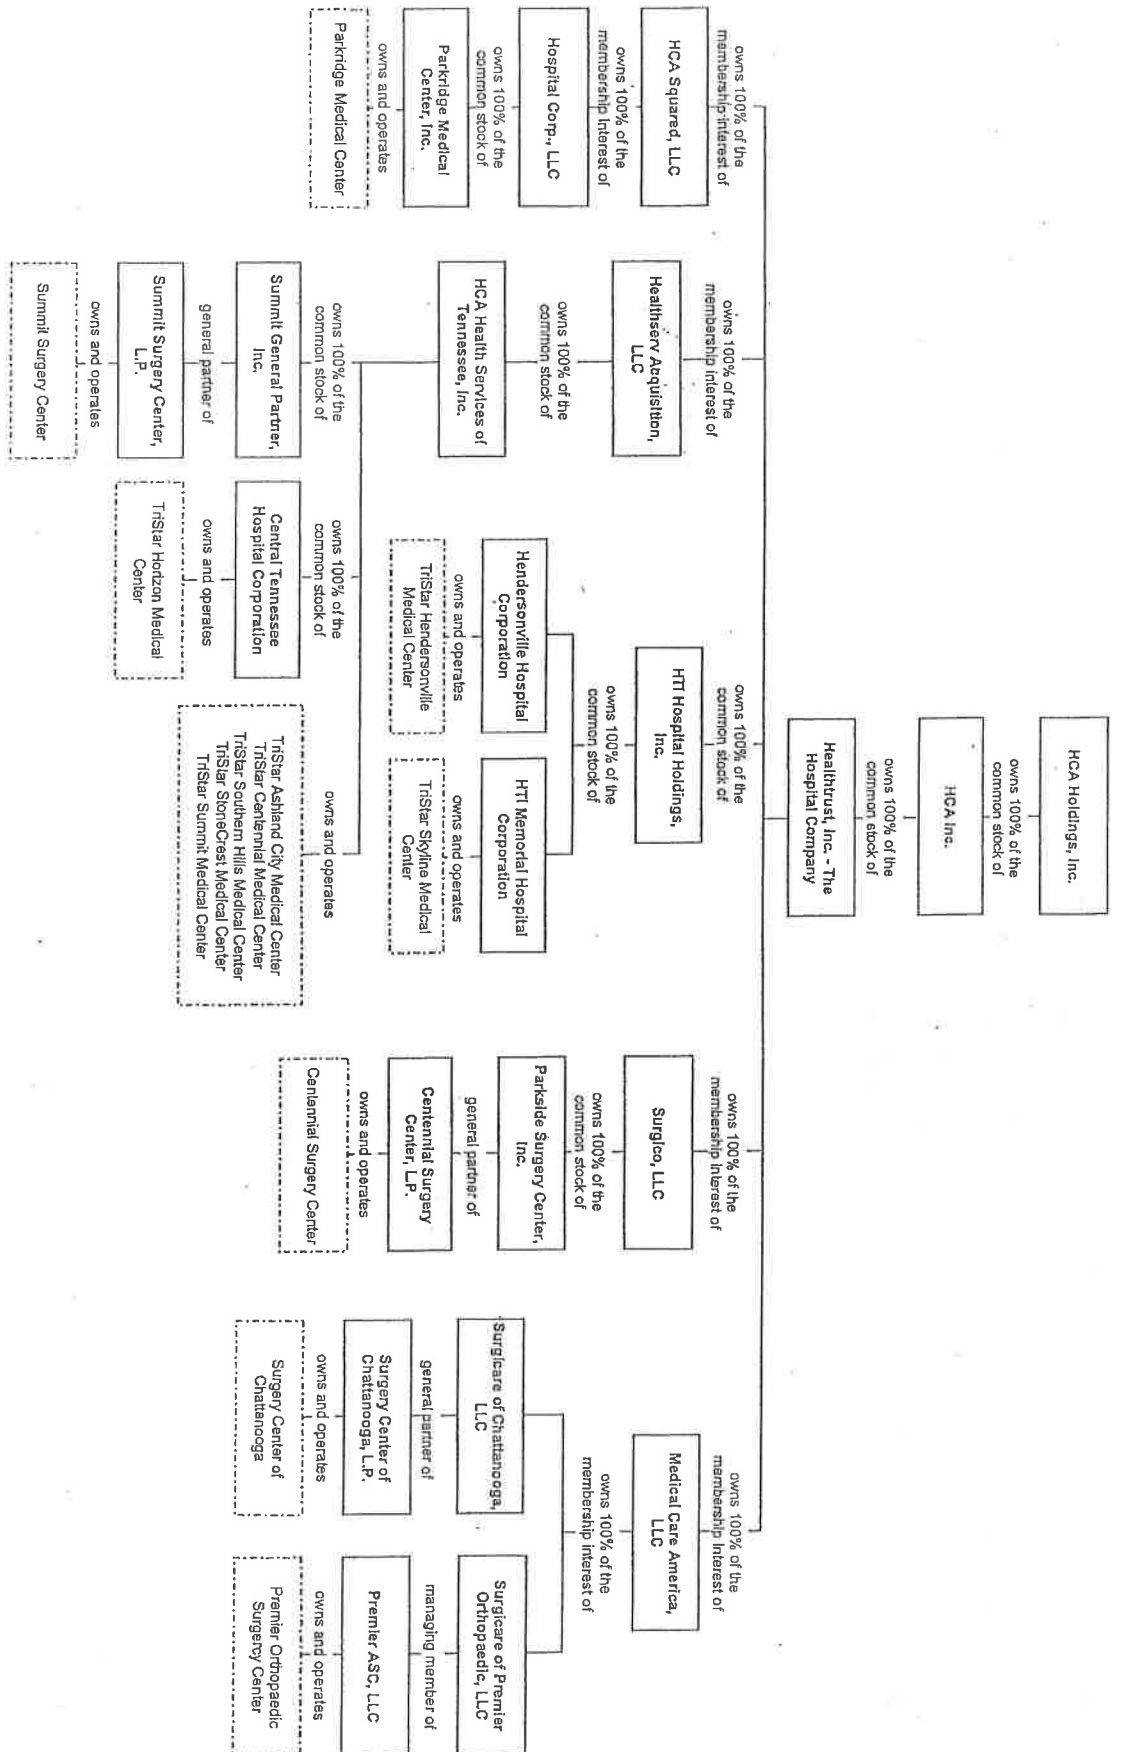 HCA Holdings, Inc.
owns 100% of the
common stock of
HCA Inc.
owns 100% of the
common stock of
Healthtrust, Inc. - The
Hospital Company
owns 100% of the
membership interest of
HCA Squared, LLC
owns 100% of the
membership interest of
Hospital Corp., LLC
owns 100% of the
common stock of
Parkridge Medical
Center, Inc.
owns and operates
Parkridge Medical Center
owns 100% of the
membership interest of
Healthserv Acquisition,
LLC
owns 100% of the
common stock of
HCA Health Services of
Tennessee, Inc.
owns 100% of the
common stock of
Summit General Partner,
Inc.
general partner of
Summit Surgery Center,
L.P.
owns and operates
Summit Surgery Center
owns 100% of the
common stock of
Central Tennessee
Hospital Corporation
owns and operates
TriStar Horizon Medical
Center
owns and operates
TriStar Ashland City Medical Center
TriStar Centennial Medical Center
TriStar Southern Hills Medical Center
TriStar StoneCrest Medical Center
TriStar Summit Medical Center
owns 100% of the
common stock of
HTI Hospital Holdings,
Inc.
owns 100% of the
common stock of
Hendersonville Hospital
Corporation
owns and operates
TriStar Hendersonville
Medical Center
HTI Memorial Hospital
Corporation
owns and operates
TriStar Skyline Medical
Center
owns 100% of the
membership interest of
Surgico, LLC
owns 100% of the
common stock of
Parkside Surgery Center,
Inc.
general partner of
Centennial Surgery
Center, L.P.
owns and operates
Centennial Surgery Center
owns 100% of the
membership interest of
Medical Care America,
LLC
owns 100% of the
membership interest of
Surgicare of Chattanooga,
LLC
general partner of
Surgery Center of
Chattanooga, L.P.
owns and operates
Surgery Center of
Chattanooga
Surgicare of Premier
Orthopaedic, LLC
managing member of
Premier ASC, LLC
owns and operates
Premier Orthopaedic
Surgercy Center